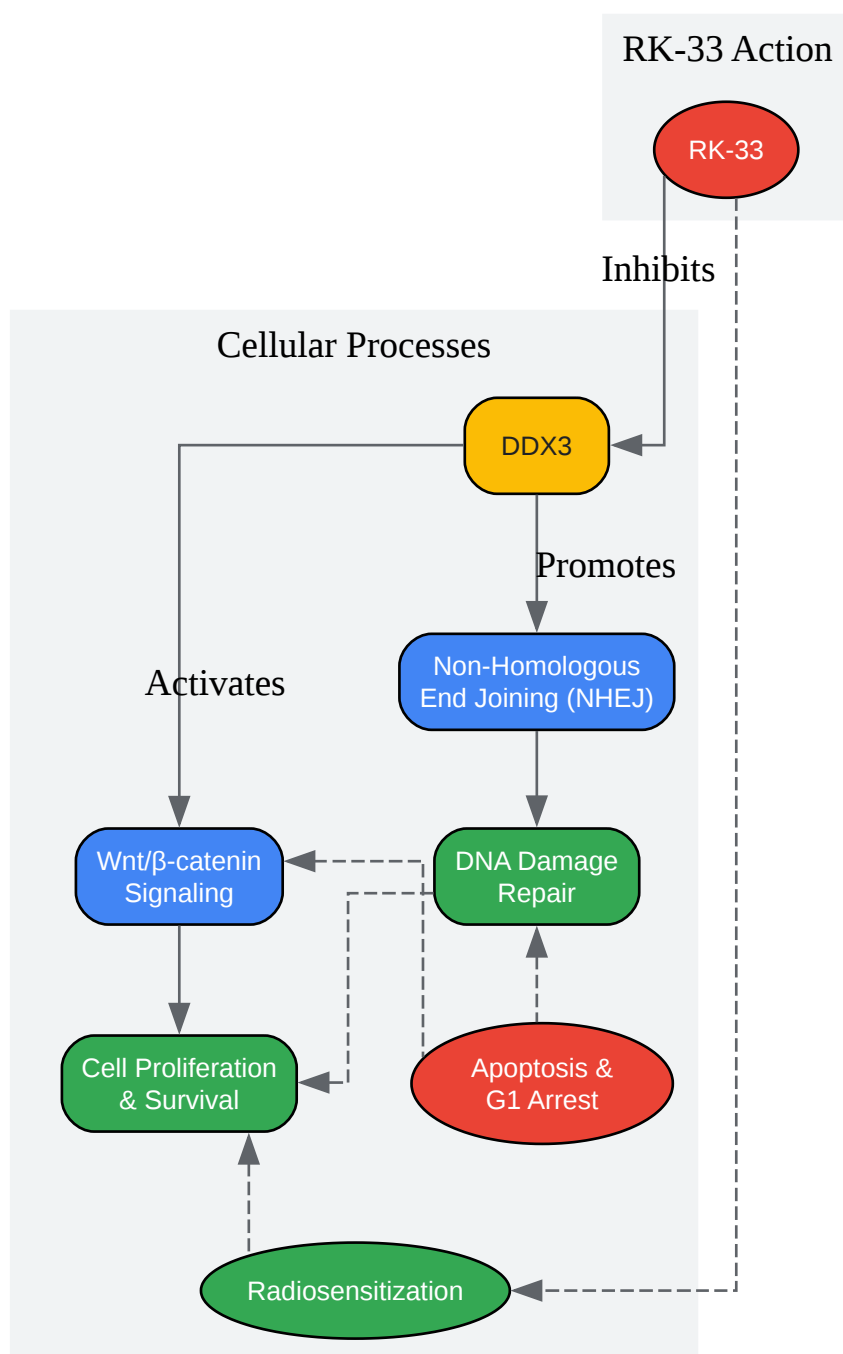 RK-33 Action
RK-33
Inhibits
Cellular Processes
DDX3
Promotes
Non-Homologous
End Joining (NHEJ)
Activates
Wnt/β-catenin
Signaling
DNA Damage
Repair
Cell Proliferation
& Survival
Apoptosis &
G1 Arrest
Radiosensitization